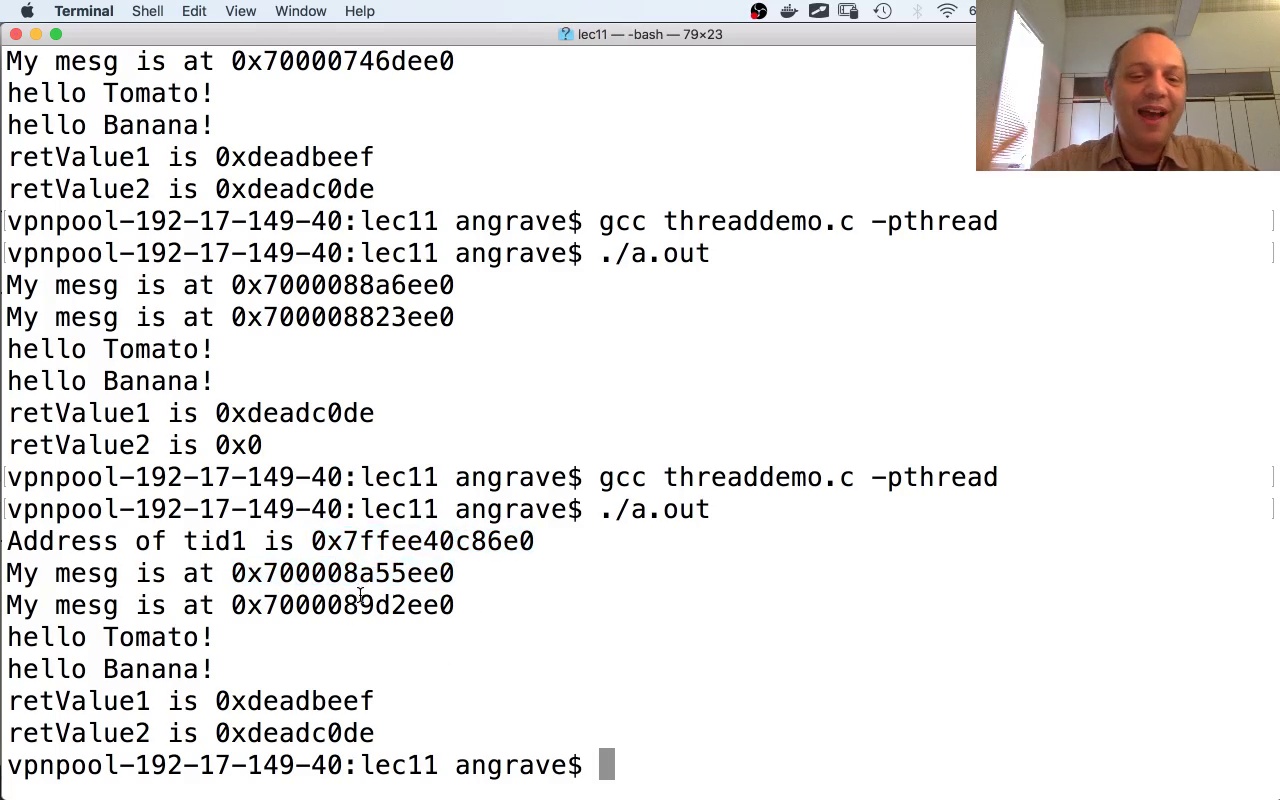 Terminal Shell Edit View Window Help 6
lec11 — -bash — 79×23
My mesg is at 0x70000746dee0
hello Tomato!
hello Banana!
retValue1 is 0xdeadbeef
retValue2 is 0xdeadc0de
vpnpool-192-17-149-40:lec11 angrave$ gcc threaddemo.c -pthread
vpnpool-192-17-149-40:lec11 angrave$ ./a.out
My mesg is at 0x7000088a6ee0
My mesg is at 0x700008823ee0
hello Tomato!
hello Banana!
retValue1 is 0xdeadc0de
retValue2 is 0x0
vpnpool-192-17-149-40:lec11 angrave$ gcc threaddemo.c -pthread
vpnpool-192-17-149-40:lec11 angrave$ ./a.out
Address of tid1 is 0x7ffee40c86e0
My mesg is at 0x700008a55ee0
My mesg is at 0x7000089d2ee0
hello Tomato!
hello Banana!
retValue1 is 0xdeadbeef
retValue2 is 0xdeadc0de
vpnpool-192-17-149-40:lec11 angrave$